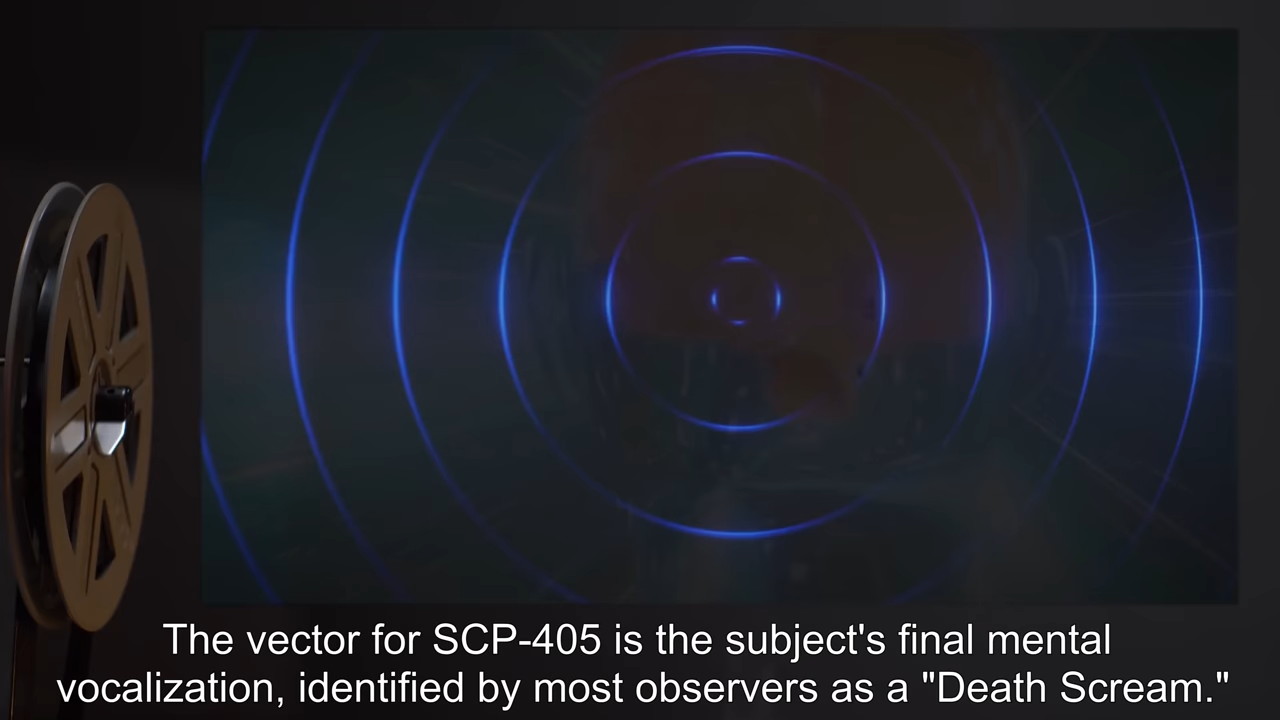 The vector for SCP-405 is the subject's final mental
vocalization, identified by most observers as a "Death Scream."